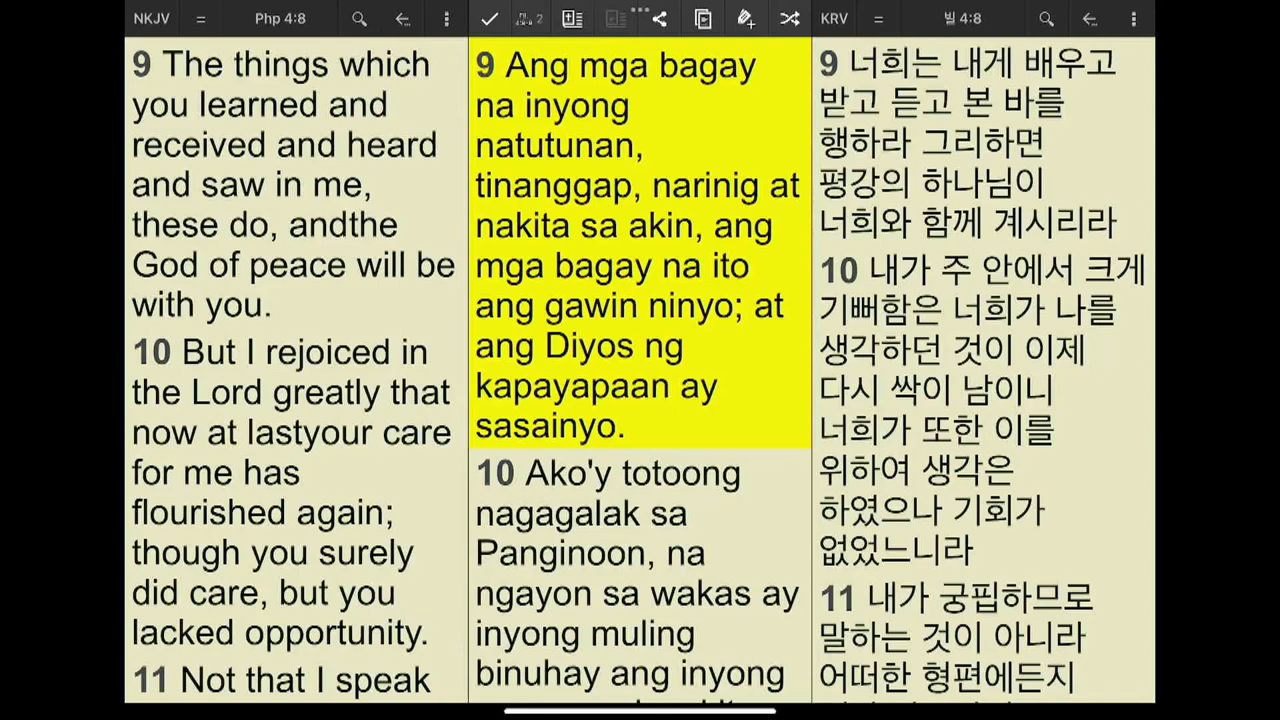 NKJV = Php 4:8
9 The things which
you learned and
received and heard
and saw in me,
these do, andthe
God of peace will be
with you.
10 But I rejoiced in
the Lord greatly that
now at lastyour care
for me has
flourished again;
though you surely
did care, but you
lacked opportunity.
11 Not that I speak
9 Ang mga bagay
na inyong
natutunan,
tinanggap, narinig at
nakita sa akin, ang
mga bagay na ito
ang gawin ninyo; at
ang Diyos ng
kapayapaan ay
sasainyo.
10 Ako'y totoong
nagagalak sa
Panginoon, na
ngayon sa wakas ay
inyong muling
binuhay ang inyong
KRV = 빌 4:8
9 너희는 내게 배우고
받고 듣고 본 바를
행하라 그리하면
평강의 하나님이
너희와 함께 계시리라
10 내가 주 안에서 크게
기뻐함은 너희가 나를
생각하던 것이 이제
다시 싹이 남이니
너희가 또한 이를
위하여 생각은
하였으나 기회가
없었느니라
11 내가 궁핍하므로
말하는 것이 아니라
어떠한 형편에든지